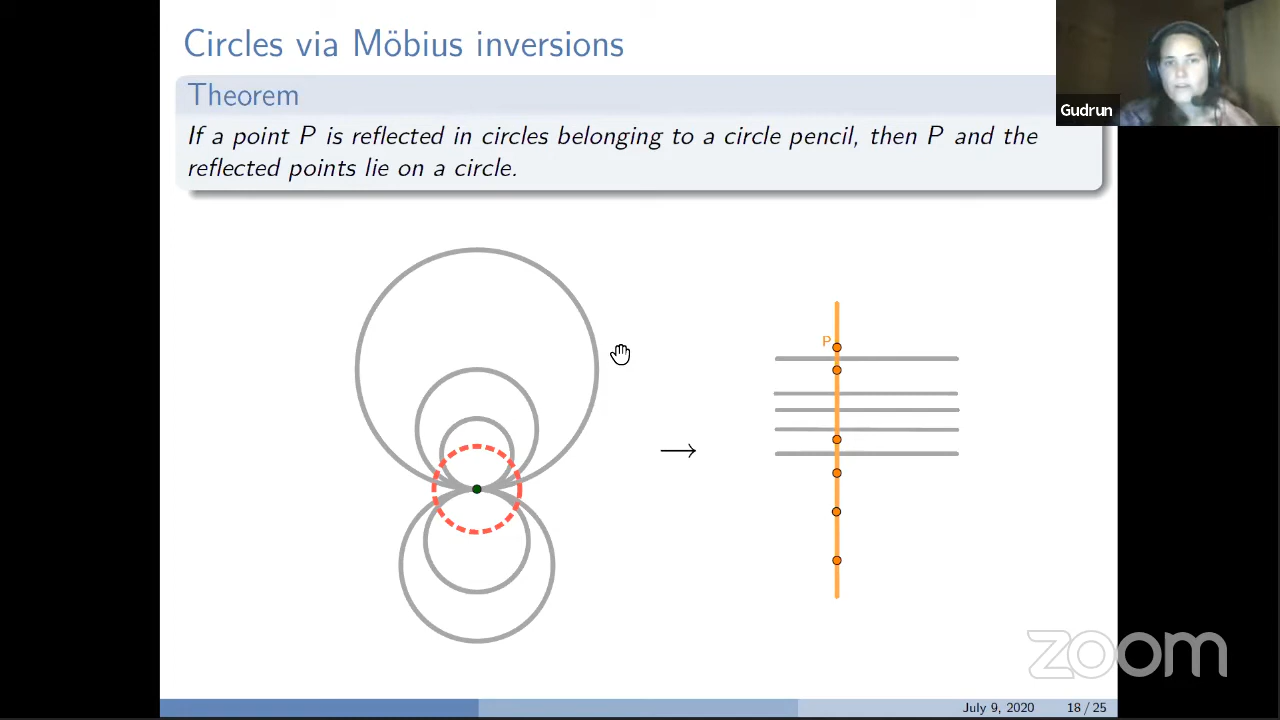 Circles via Möbius inversions
Theorem
If a point P is reflected in circles belonging to a circle pencil, then P and the
reflected points lie on a circle.
Gudrun
P
→
zoom
July 9, 2020 18 / 25